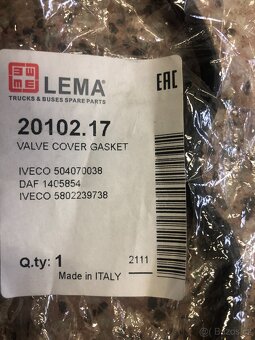 LEMA
TRUCKS & BUSES SPARE PARTS
EAC
20102.17
VALVE COVER GASKET
IVECO 504070038
DAF 1405854
IVECO 5802239738
Q.ty: 1
2111
Made in ITALY